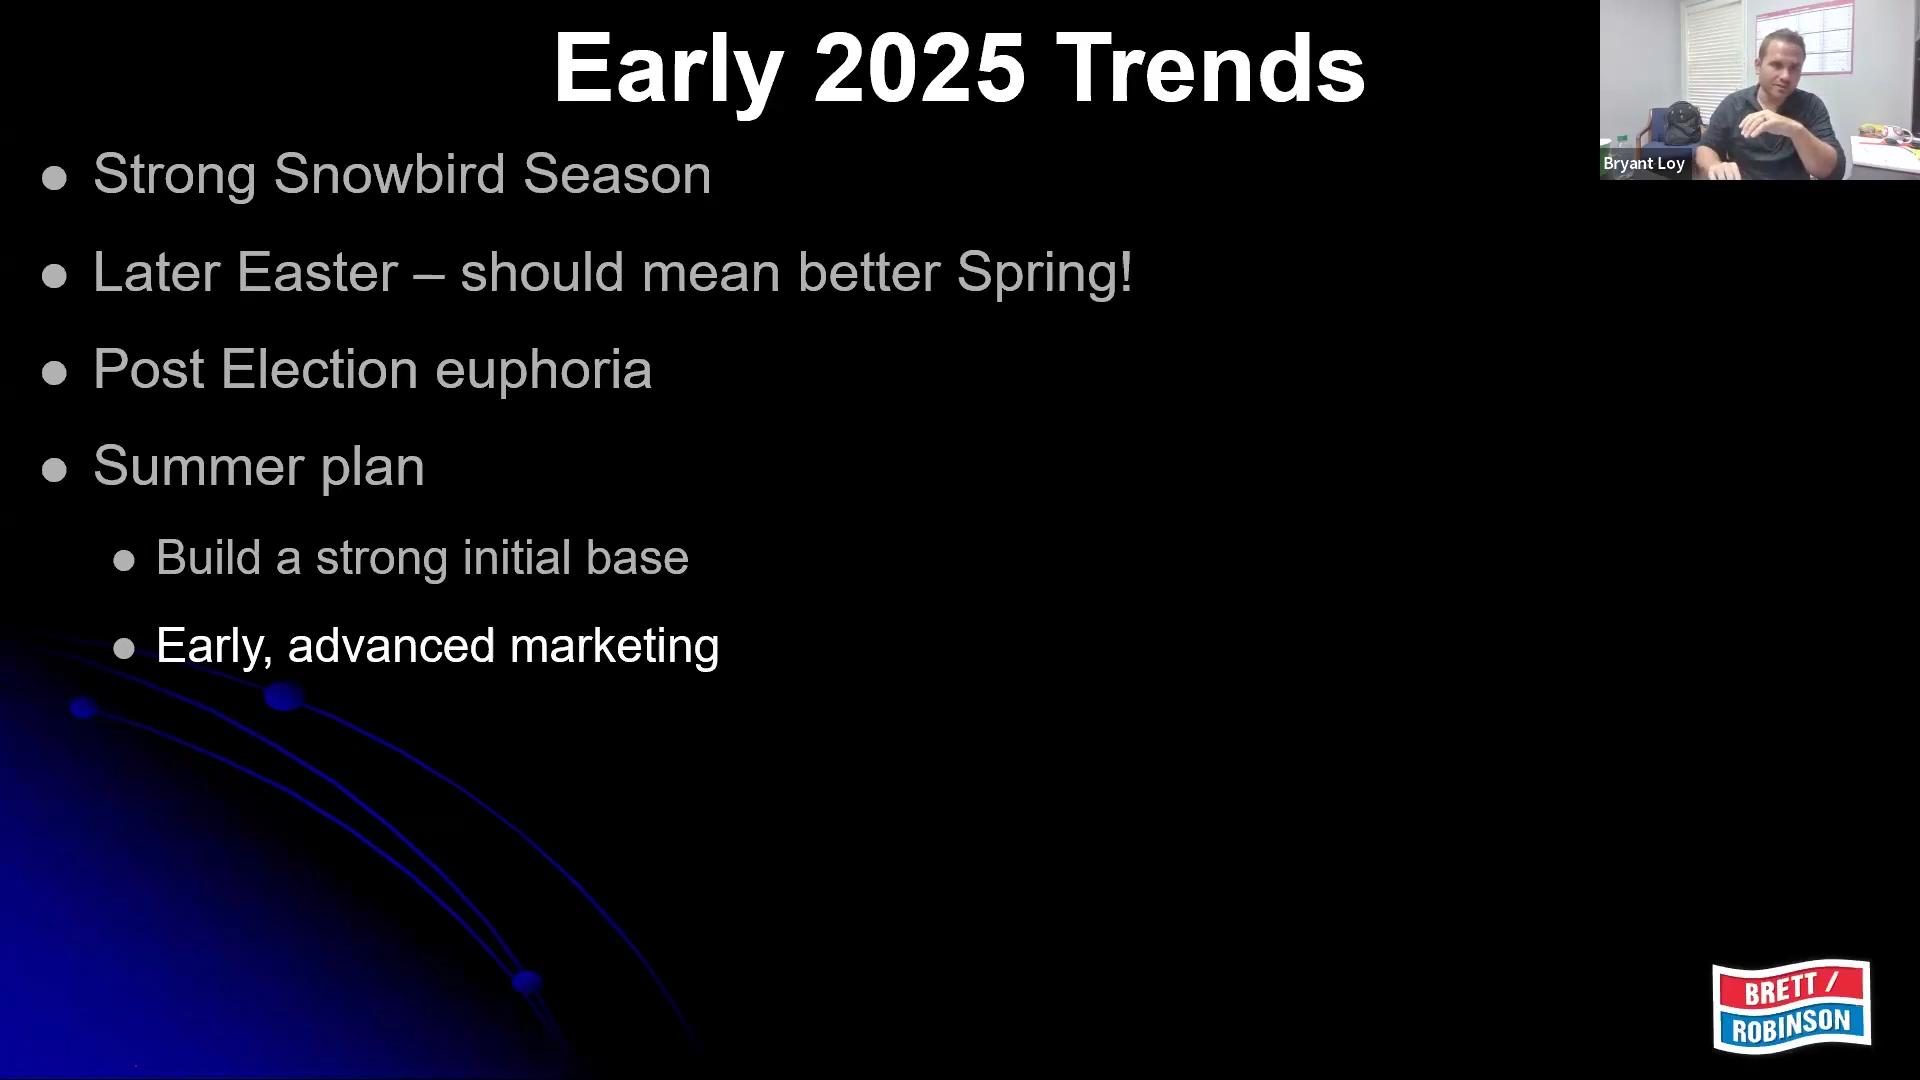 Early 2025 Trends
Bryant Loy
● Strong Snowbird Season
● Later Easter – should mean better Spring!
● Post Election euphoria
● Summer plan
● Build a strong initial base
● Early, advanced marketing
BRETT /
ROBINSON